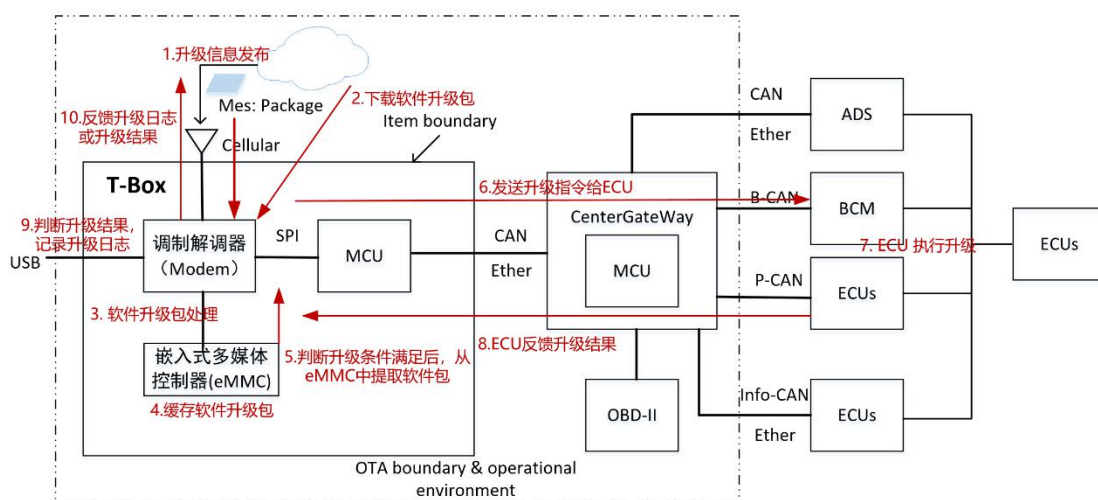 1.升级信息发布
Mes: Package
2.下载软件升级包
10.反馈升级日志
或升级结果
Cellular
Item boundary
T-Box
9.判断升级结果,
记录升级日志
USB
调制解调器
(Modem)
SPI
MCU
3. 软件升级包处理
嵌入式多媒体
控制器(eMMC)
4.缓存软件升级包
5.判断升级条件满足后，从
eMMC中提取软件包
6.发送升级指令给ECU
CAN
Ether
CenterGateWay
MCU
8.ECU反馈升级结果
OBD-II
OTA boundary & operational
environment
CAN
Ether
ADS
B-CAN
BCM
7. ECU 执行升级
P-CAN
ECUs
Info-CAN
Ether
ECUs
ECUs